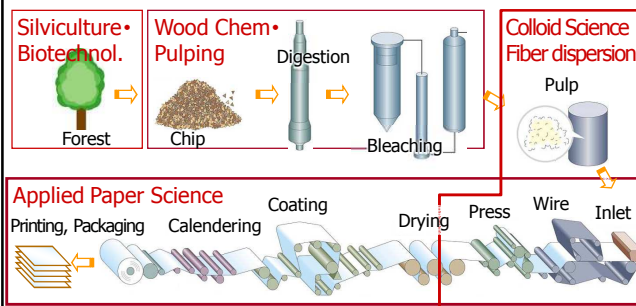 Silviculture・
Biotechnol.
Forest
Wood Chem・
Pulping
Chip
Digestion
Bleaching
Colloid Science
Fiber dispersion
Pulp
Applied Paper Science
Printing, Packaging
Calendering
Coating
Drying
Press
Wire
Inlet